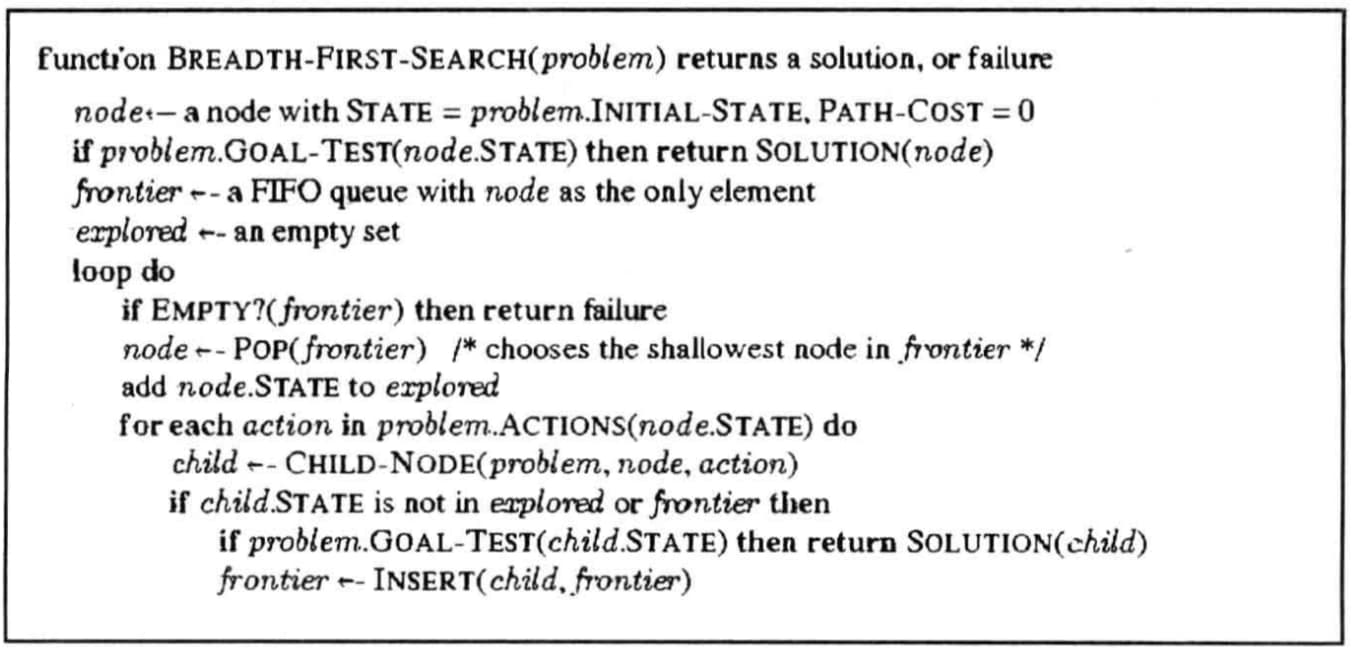 function BREADTH-FIRST-SEARCH(problem) returns a solution, or failure
node ← a node with STATE = problem.INITIAL-STATE, PATH-COST = 0
if problem.GOAL-TEST(node.STATE) then return SOLUTION(node)
frontier ← a FIFO queue with node as the only element
explored ← an empty set
loop do
if EMPTY?(frontier) then return failure
node ← POP(frontier) /* chooses the shallowest node in frontier */
add node.STATE to explored
for each action in problem.ACTIONS(node.STATE) do
child ← CHILD-NODE(problem, node, action)
if child.STATE is not in explored or frontier then
if problem.GOAL-TEST(child.STATE) then return SOLUTION(child)
frontier ← INSERT(child, frontier)